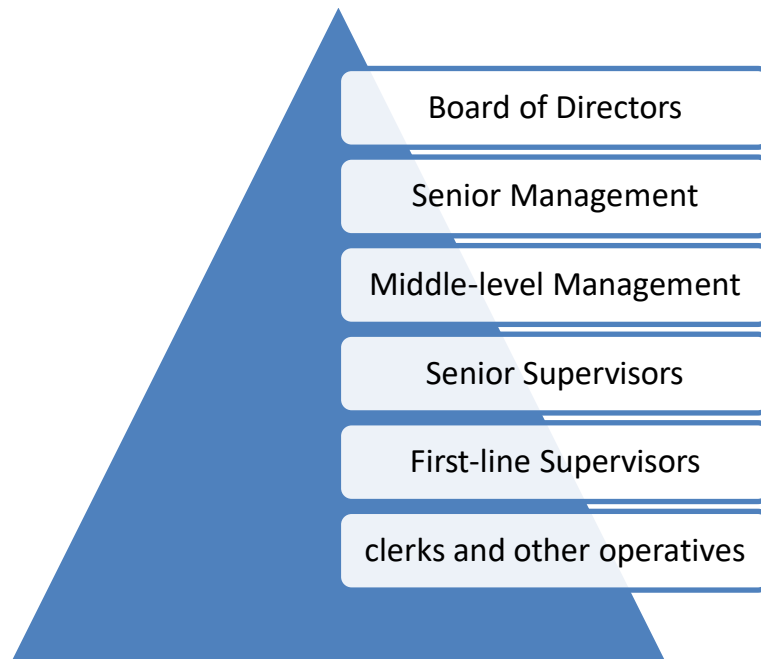 Board of Directors
Senior Management
Middle-level Management
Senior Supervisors
First-line Supervisors
clerks and other operatives